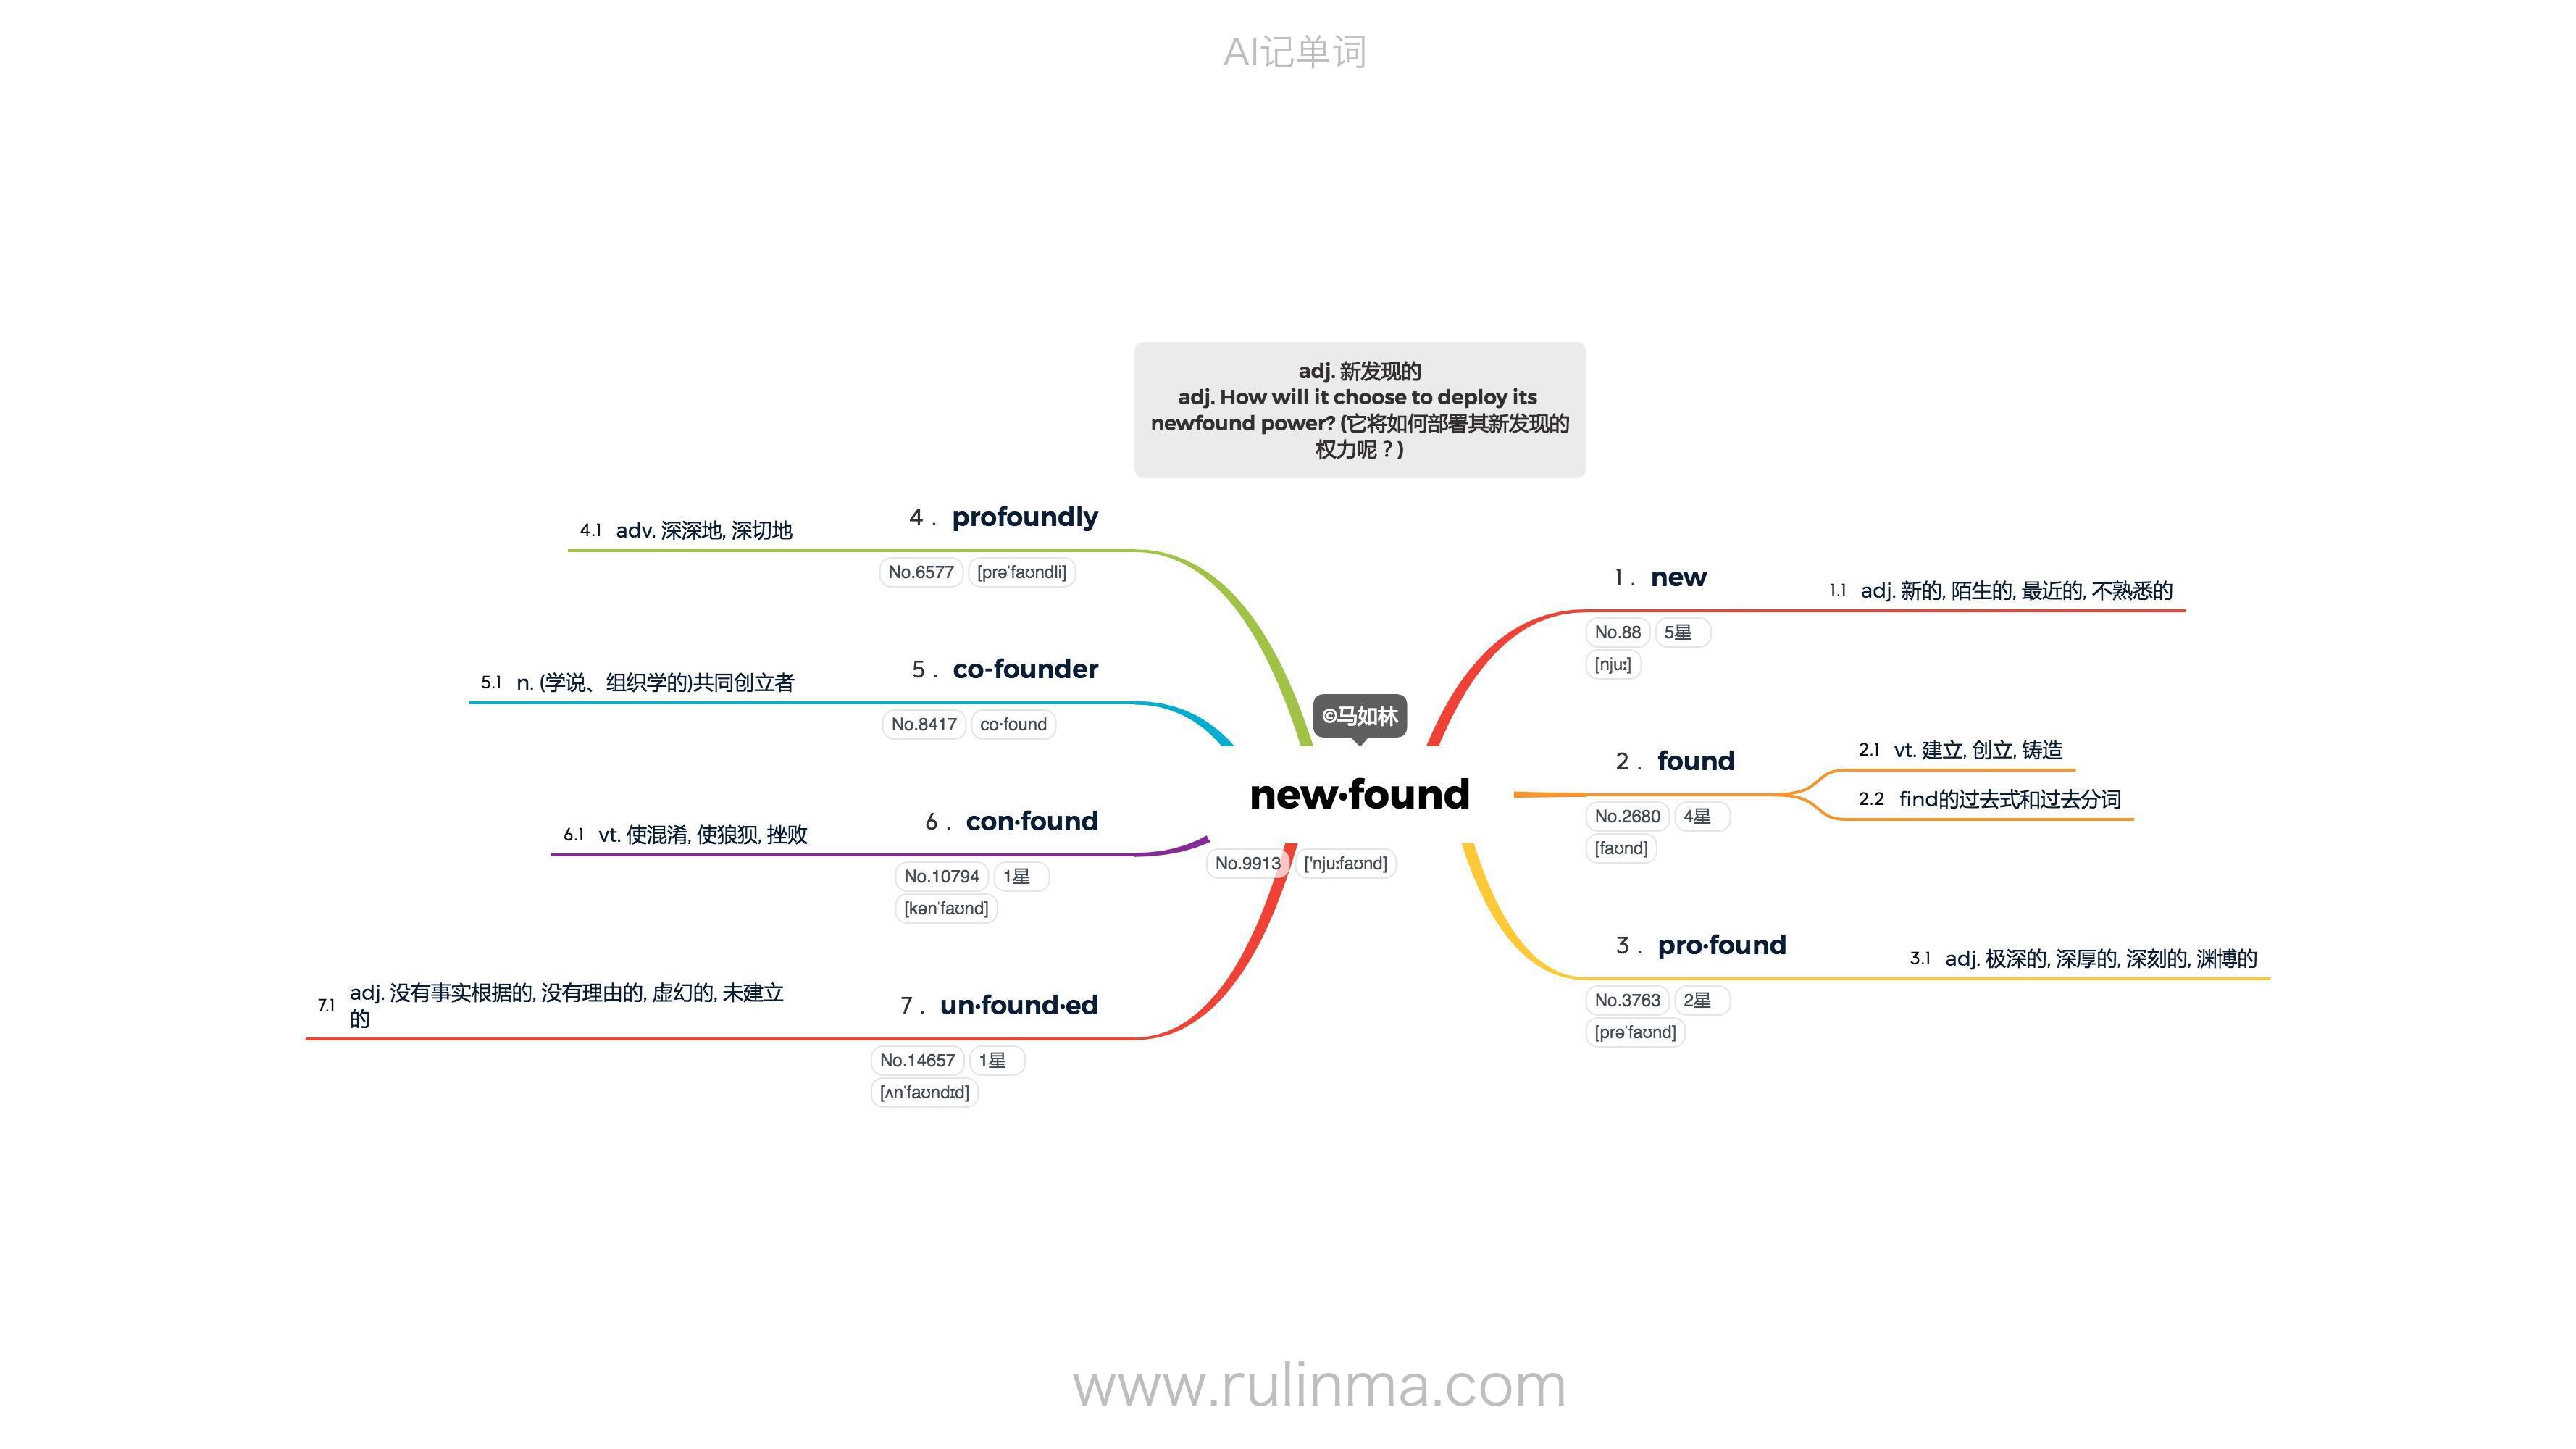 AI记单词
adj. 新发现的
adj. How will it choose to deploy its
newfound power? (它将如何部署其新发现的
权力呢？)
©马如林
new·found
No.9913 ['njuːfaʊnd]
1. new
No.88 5星
[njuː]
1.1 adj. 新的, 陌生的, 最近的, 不熟悉的
2. found
No.2680 4星
[faʊnd]
2.1 vt. 建立, 创立, 铸造
2.2 find的过去式和过去分词
3. pro·found
No.3763 2星
[prəˈfaʊnd]
3.1 adj. 极深的, 深厚的, 深刻的, 渊博的
4. profoundly
No.6577 [prəˈfaʊndli]
4.1 adv. 深深地, 深切地
5. co-founder
No.8417 co·found
5.1 n. (学说、组织学的)共同创立者
6. con·found
No.10794 1星
[kənˈfaʊnd]
6.1 vt. 使混淆, 使狼狈, 挫败
7. un·found·ed
No.14657 1星
[ʌnˈfaʊndɪd]
7.1 adj. 没有事实根据的, 没有理由的, 虚幻的, 未建立
的
www.rulinma.com